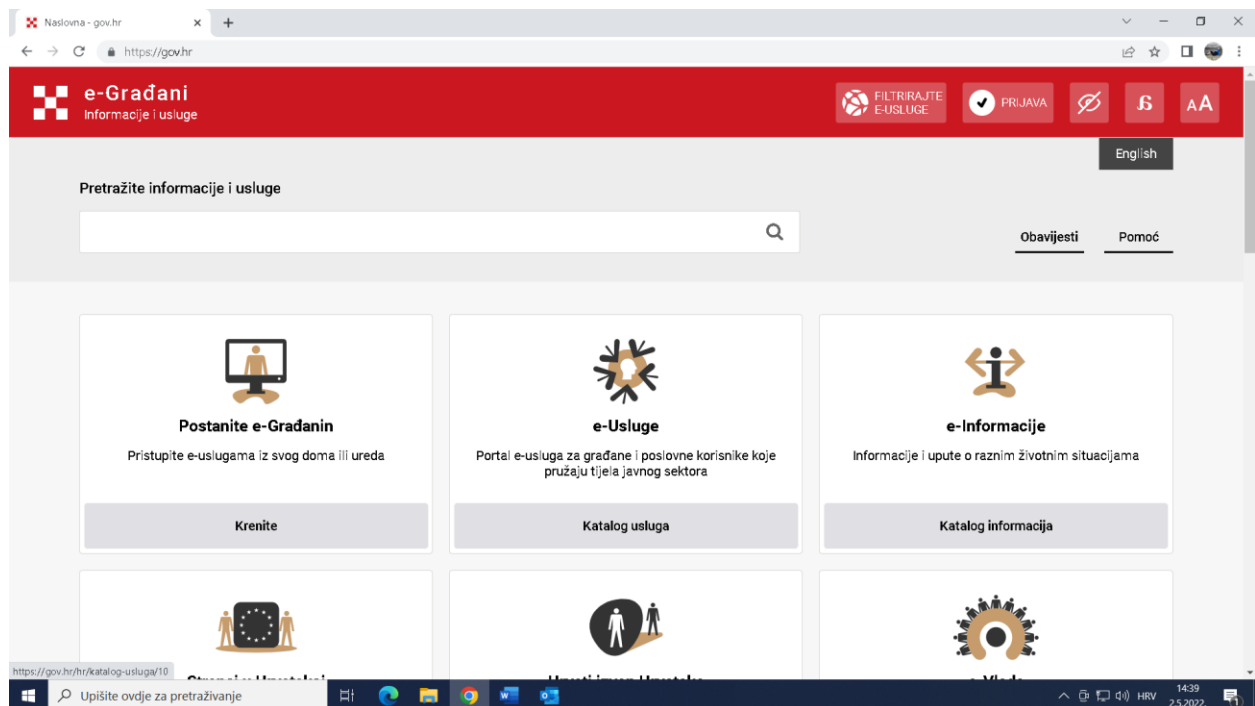 Naslovna - gov.hr
https://gov.hr
e-Građani
Informacije i usluge
FILTRIRAJTE
E-USLUGE
PRIJAVA
AA
English
Pretražite informacije i usluge
Obavijesti
Pomoć
Postanite e-Građanin
Pristupite e-uslugama iz svog doma ili ureda
Krenite
e-Usluge
Portal e-usluga za građane i poslovne korisnike koje
pružaju tijela javnog sektora
Katalog usluga
e-Informacije
Informacije i upute o raznim životnim situacijama
Katalog informacija
https://gov.hr/hr/katalog-usluga/10
Upišite ovdje za pretraživanje
HRV
14:39
2.5.2022.